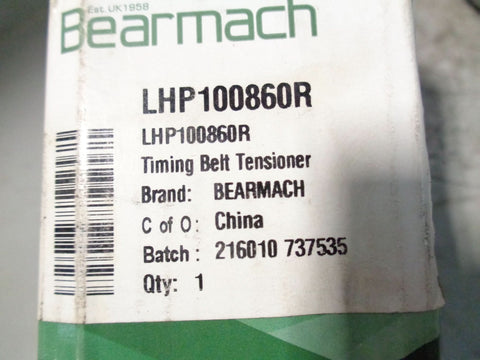 Est. UK1958
Bearmach
LHP100860R
LHP100860R
Timing Belt Tensioner
Brand: BEARMACH
C of O: China
Batch : 216010 737535
Qty: 1